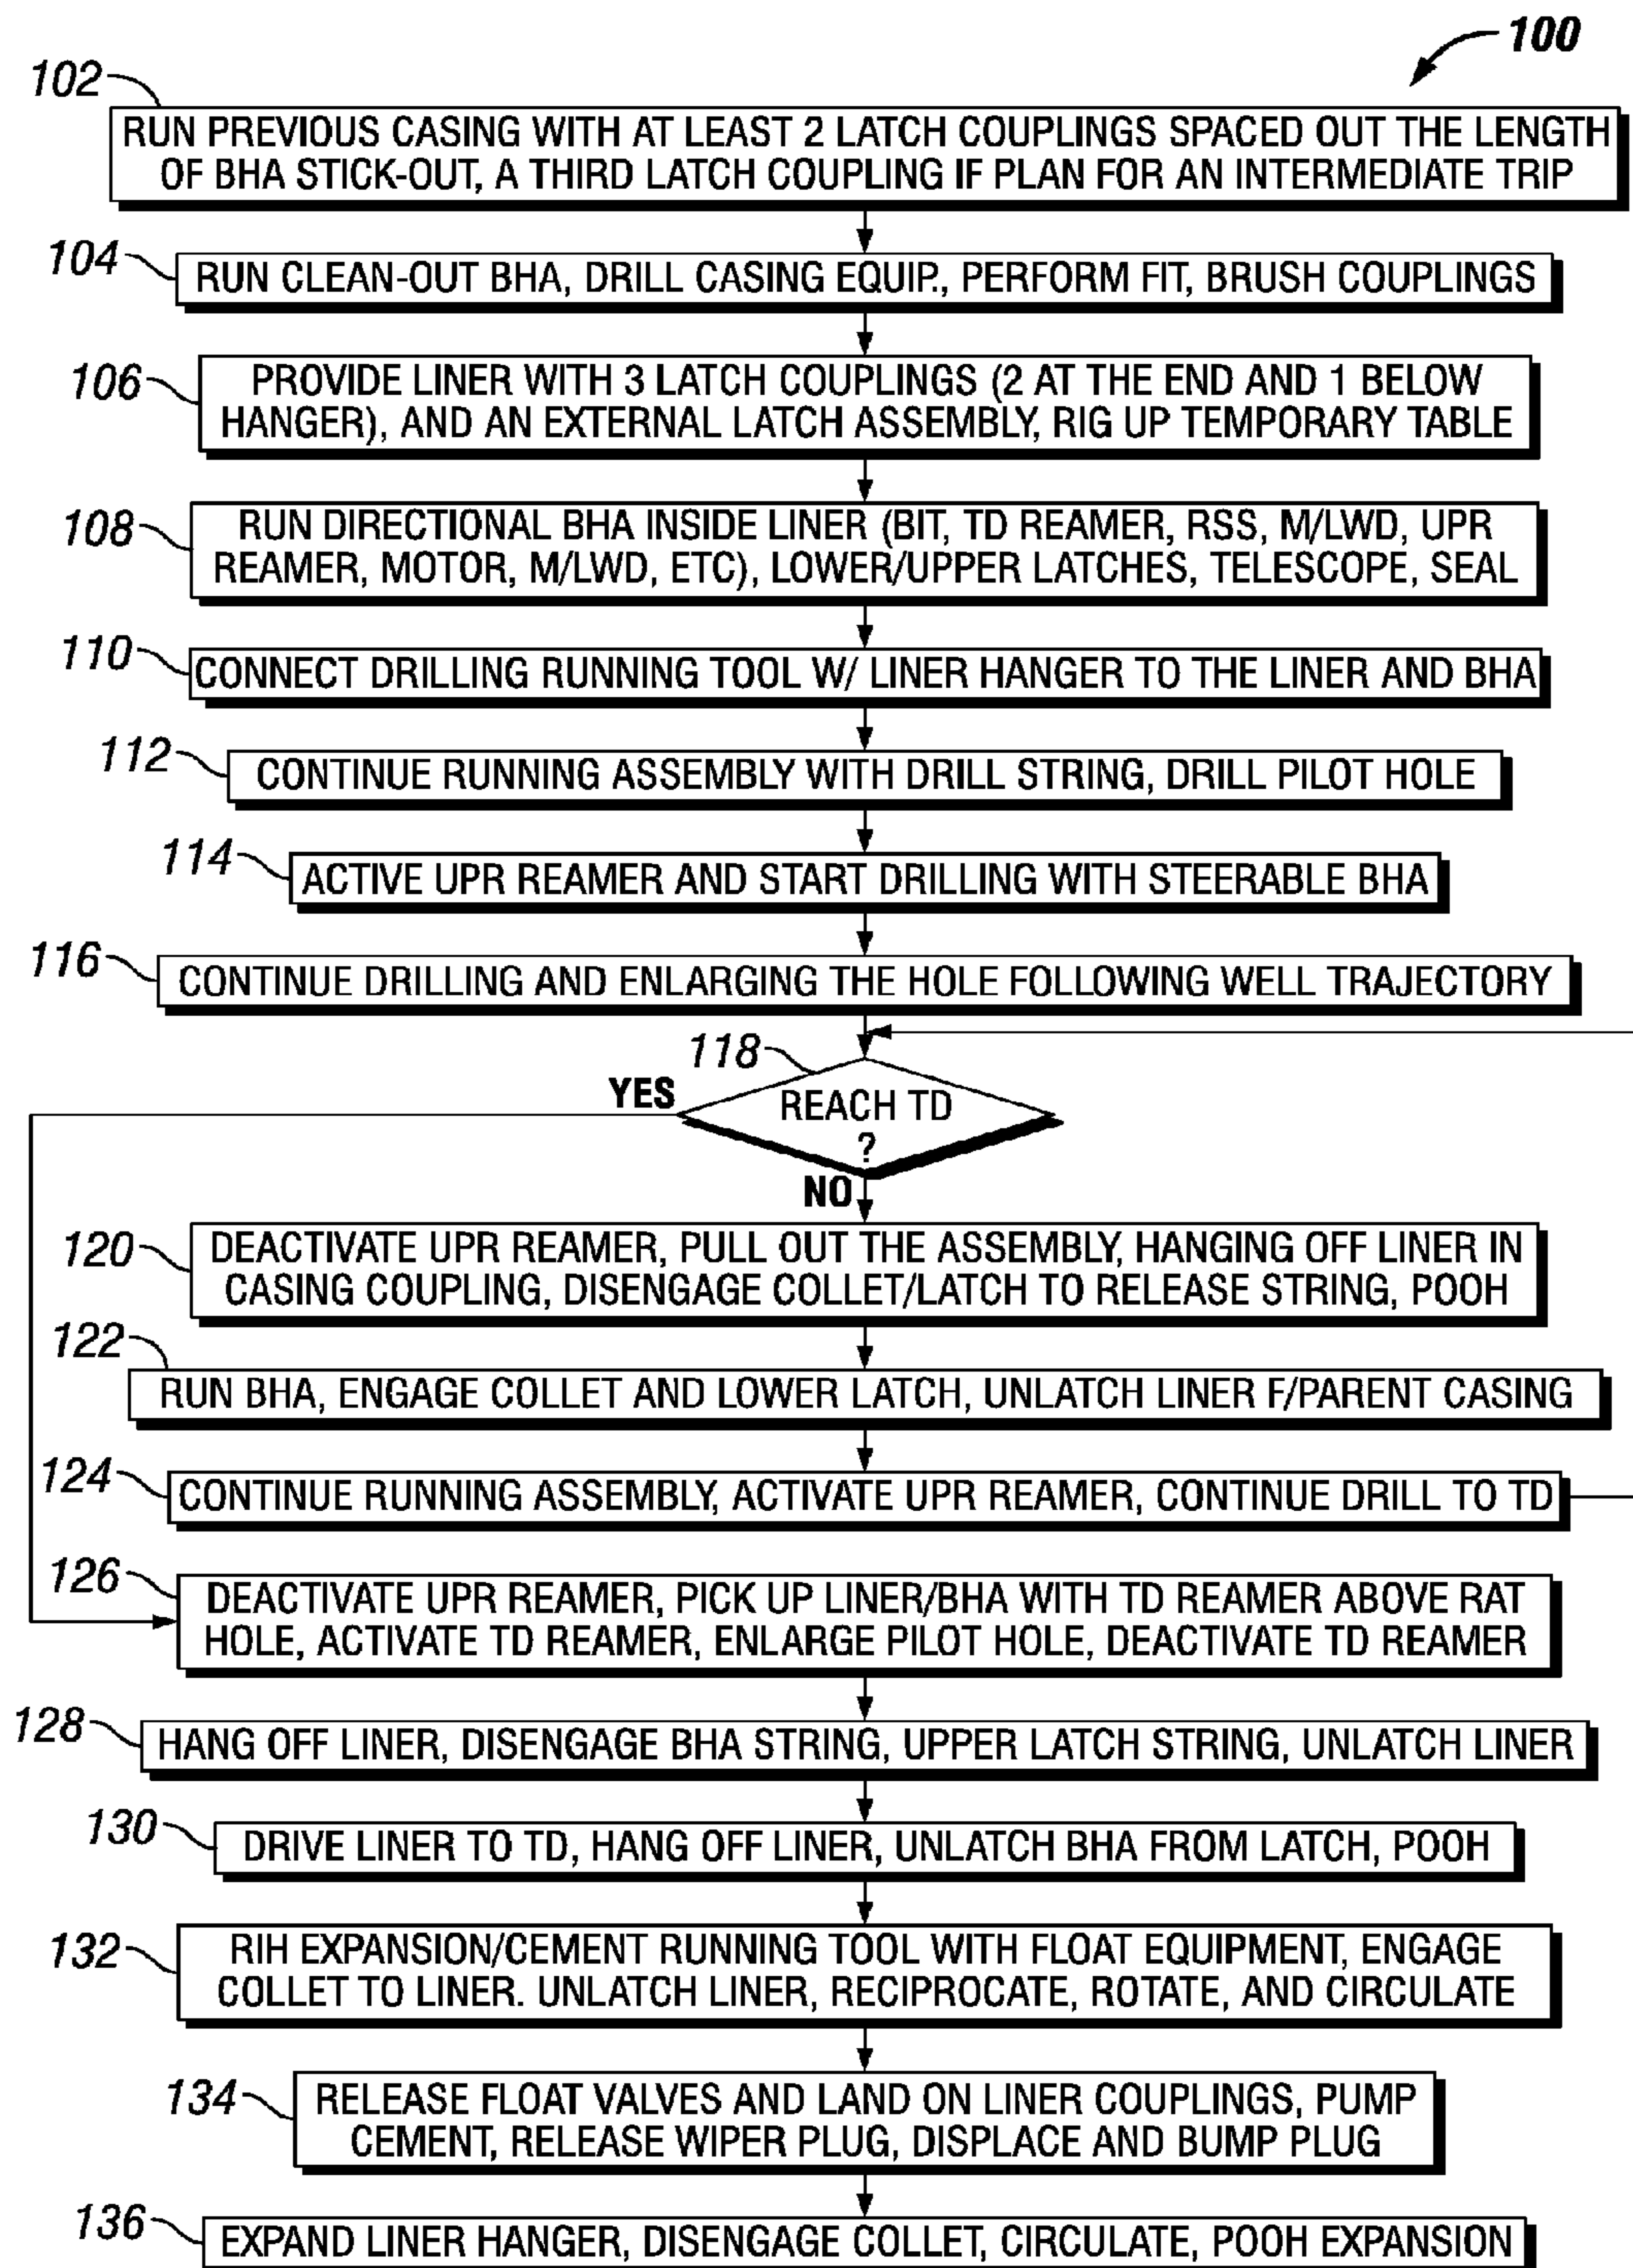 100
102
RUN PREVIOUS CASING WITH AT LEAST 2 LATCH COUPLINGS SPACED OUT THE LENGTH
OF BHA STICK-OUT, A THIRD LATCH COUPLING IF PLAN FOR AN INTERMEDIATE TRIP
104
RUN CLEAN-OUT BHA, DRILL CASING EQUIP., PERFORM FIT, BRUSH COUPLINGS
106
PROVIDE LINER WITH 3 LATCH COUPLINGS (2 AT THE END AND 1 BELOW
HANGER), AND AN EXTERNAL LATCH ASSEMBLY, RIG UP TEMPORARY TABLE
108
RUN DIRECTIONAL BHA INSIDE LINER (BIT, TD REAMER, RSS, M/LWD, UPR
REAMER, MOTOR, M/LWD, ETC), LOWER/UPPER LATCHES, TELESCOPE, SEAL
110
CONNECT DRILLING RUNNING TOOL W/ LINER HANGER TO THE LINER AND BHA
112
CONTINUE RUNNING ASSEMBLY WITH DRILL STRING, DRILL PILOT HOLE
114
ACTIVE UPR REAMER AND START DRILLING WITH STEERABLE BHA
116
CONTINUE DRILLING AND ENLARGING THE HOLE FOLLOWING WELL TRAJECTORY
118
YES
REACH TD
?
NO
120
DEACTIVATE UPR REAMER, PULL OUT THE ASSEMBLY, HANGING OFF LINER IN
CASING COUPLING, DISENGAGE COLLET/LATCH TO RELEASE STRING, POOH
122
RUN BHA, ENGAGE COLLET AND LOWER LATCH, UNLATCH LINER F/PARENT CASING
124
CONTINUE RUNNING ASSEMBLY, ACTIVATE UPR REAMER, CONTINUE DRILL TO TD
126
DEACTIVATE UPR REAMER, PICK UP LINER/BHA WITH TD REAMER ABOVE RAT
HOLE, ACTIVATE TD REAMER, ENLARGE PILOT HOLE, DEACTIVATE TD REAMER
128
HANG OFF LINER, DISENGAGE BHA STRING, UPPER LATCH STRING, UNLATCH LINER
130
DRIVE LINER TO TD, HANG OFF LINER, UNLATCH BHA FROM LATCH, POOH
132
RIH EXPANSION/CEMENT RUNNING TOOL WITH FLOAT EQUIPMENT, ENGAGE
COLLET TO LINER. UNLATCH LINER, RECIPROCATE, ROTATE, AND CIRCULATE
134
RELEASE FLOAT VALVES AND LAND ON LINER COUPLINGS, PUMP
CEMENT, RELEASE WIPER PLUG, DISPLACE AND BUMP PLUG
136
EXPAND LINER HANGER, DISENGAGE COLLET, CIRCULATE, POOH EXPANSION